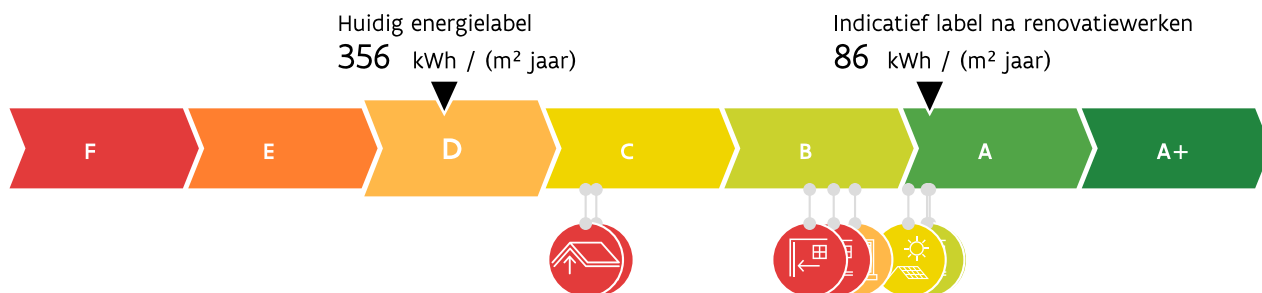 Huidig energielabel
356 kWh / (m² jaar)
Indicatief label na renovatiewerken
86 kWh / (m² jaar)
F
E
D
C
B
A
A+